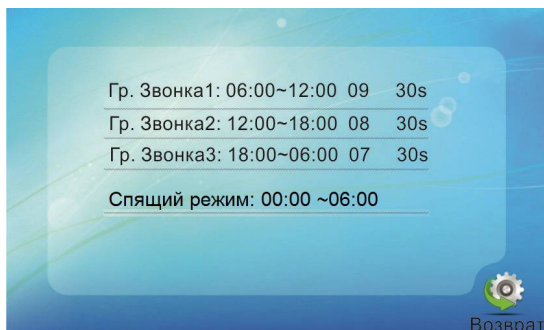 Гр. Звонка1: 06:00~12:00 09 30s
Гр. Звонка2: 12:00~18:00 08 30s
Гр. Звонка3: 18:00~06:00 07 30s
Спящий режим: 00:00 ~06:00
Возврат